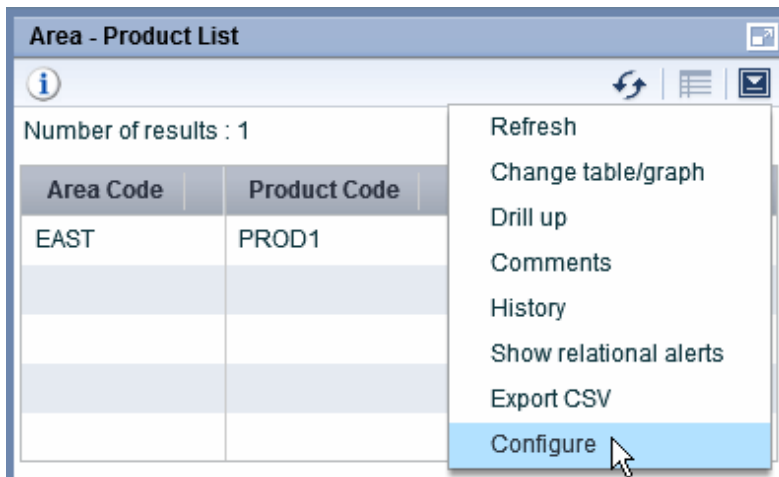 Area - Product List
Number of results : 1
Area Code Product Code
EAST PROD1
Refresh
Change table/graph
Drill up
Comments
History
Show relational alerts
Export CSV
Configure